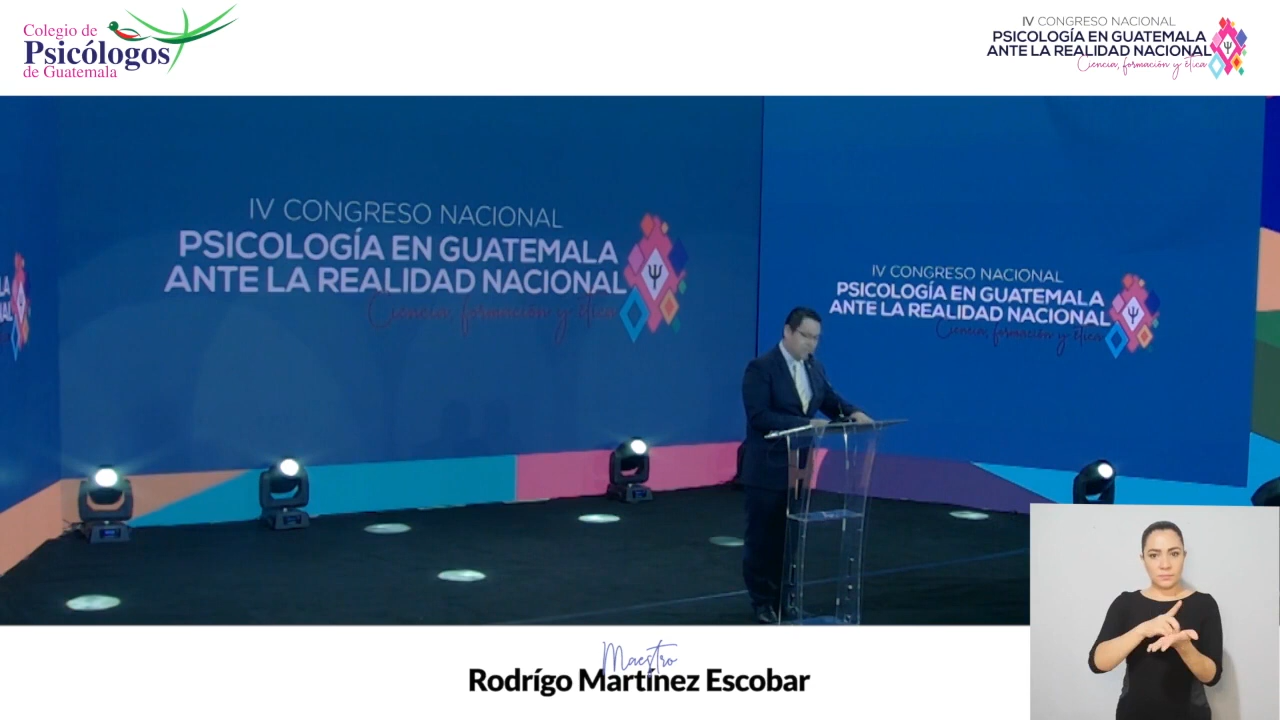 Colegio de
Psicólogos
de Guatemala
IV CONGRESO NACIONAL
PSICOLOGÍA EN GUATEMALA
ANTE LA REALIDAD NACIONAL
Ciencia, formación y ética
IV CONGRESO NACIONAL
PSICOLOGÍA EN GUATEMALA
ANTE LA REALIDAD NACIONAL
Ciencia, formación y ética
IV CONGRESO NACIONAL
PSICOLOGÍA EN GUATEMALA
ANTE LA REALIDAD NACIONAL
Ciencia, formación y ética
LA
NAL
Maestro
Rodrígo Martínez Escobar